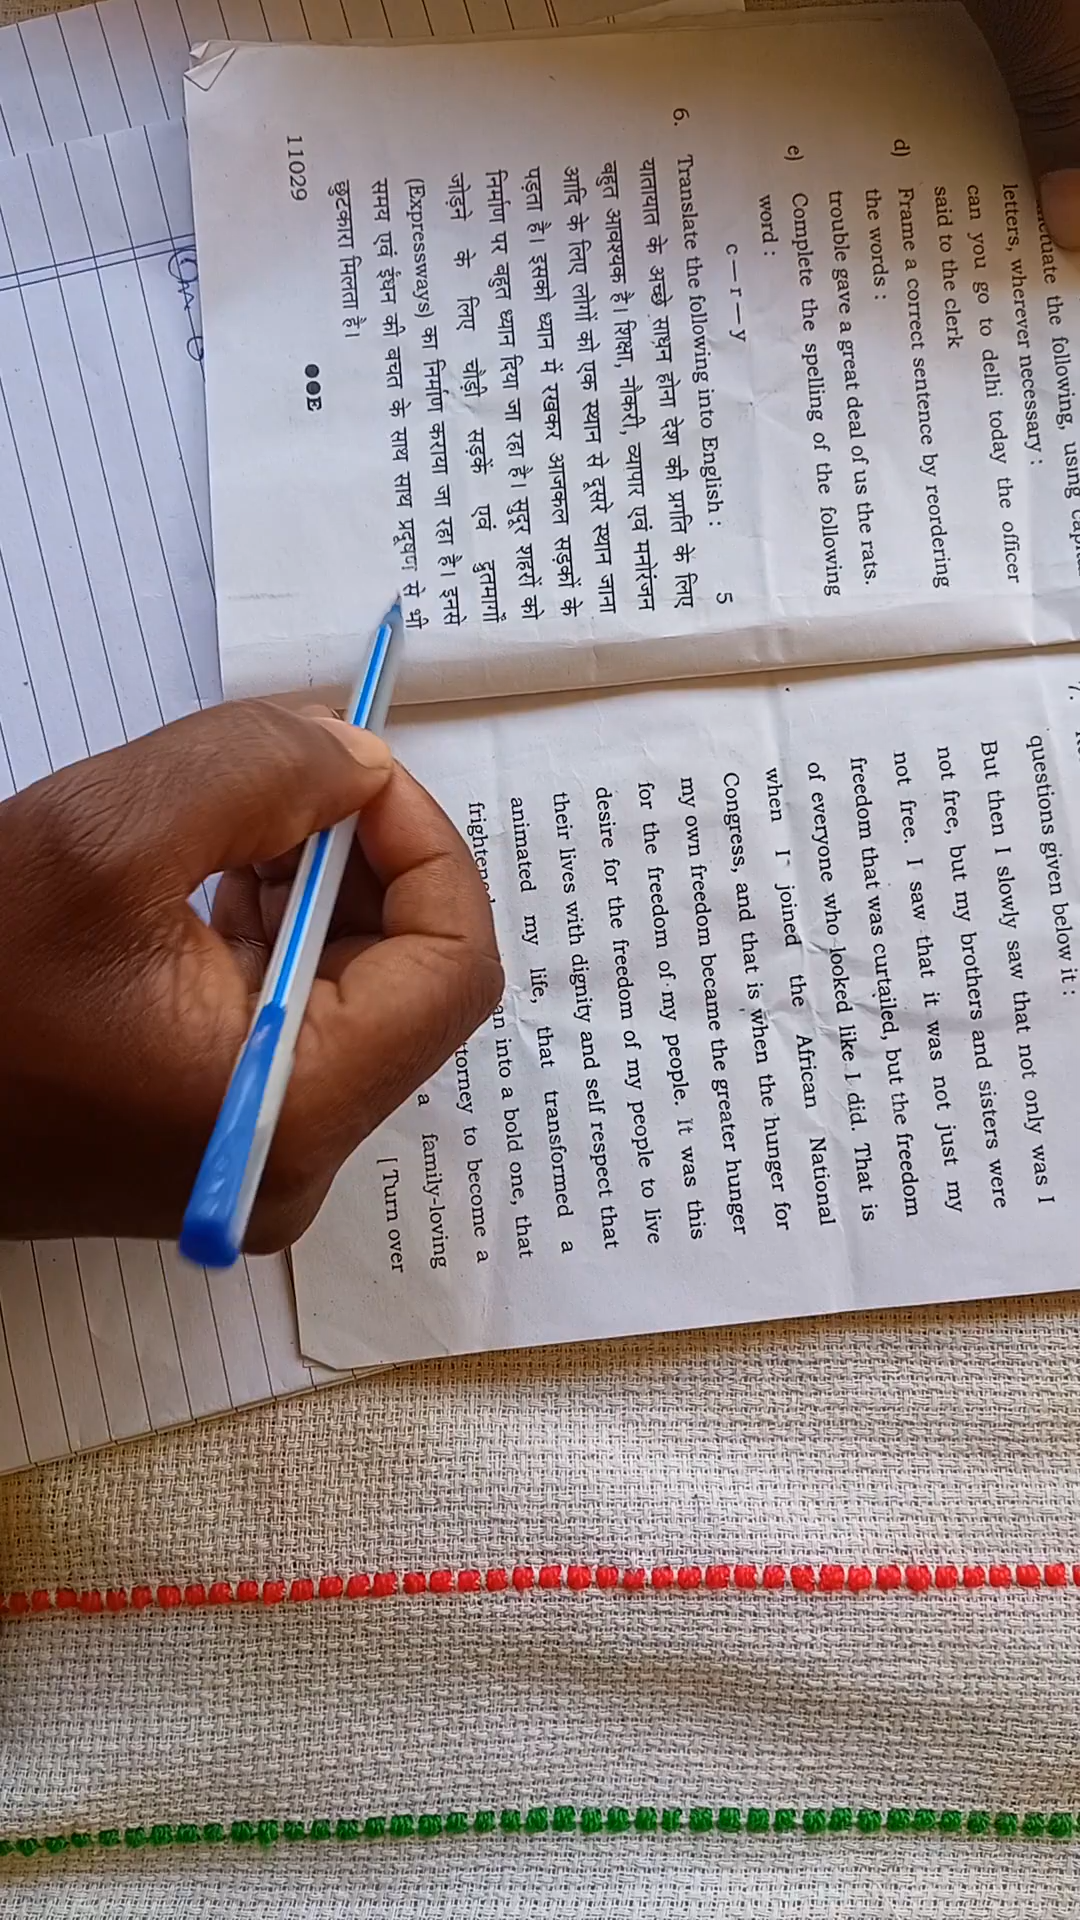 the following, using
letters, wherever necessary :
can you go to delhi today the officer
said to the clerk
d) Frame a correct sentence by reordering
the words :
trouble gave a great deal of us the rats.
e) Complete the spelling of the following
word :
c — r — y
6. Translate the following into English : 5
यातायात के अच्छे साधन होना देश की प्रगति के लिए
बहुत आवश्यक है। शिक्षा, नौकरी, व्यापार एवं मनोरंजन
आदि के लिए लोगों को एक स्थान से दूसरे स्थान जाना
पड़ता है। इसको ध्यान में रखकर आजकल सड़कों के
निर्माण पर बहुत ध्यान दिया जा रहा है। सुदूर शहरों को
जोड़ने के लिए चौड़ी सड़कें एवं द्रुतमार्गों
(Expressways) का निर्माण कराया जा रहा है। इनसे
समय एवं ईंधन की बचत के साथ साथ प्रदूषण से भी
छुटकारा मिलता है।
11029 ●●E
7.
questions given below it :
But then I slowly saw that not only was I
not free, but my brothers and sisters were
not free. I saw that it was not just my
freedom that was curtailed, but the freedom
of everyone who looked like I did. That is
when I joined the African National
Congress, and that is when the hunger for
my own freedom became the greater hunger
for the freedom of my people. It was this
desire for the freedom of my people to live
their lives with dignity and self respect that
animated my life, that transformed a
into a bold one, that
to become a
a family-loving
[ Turn over